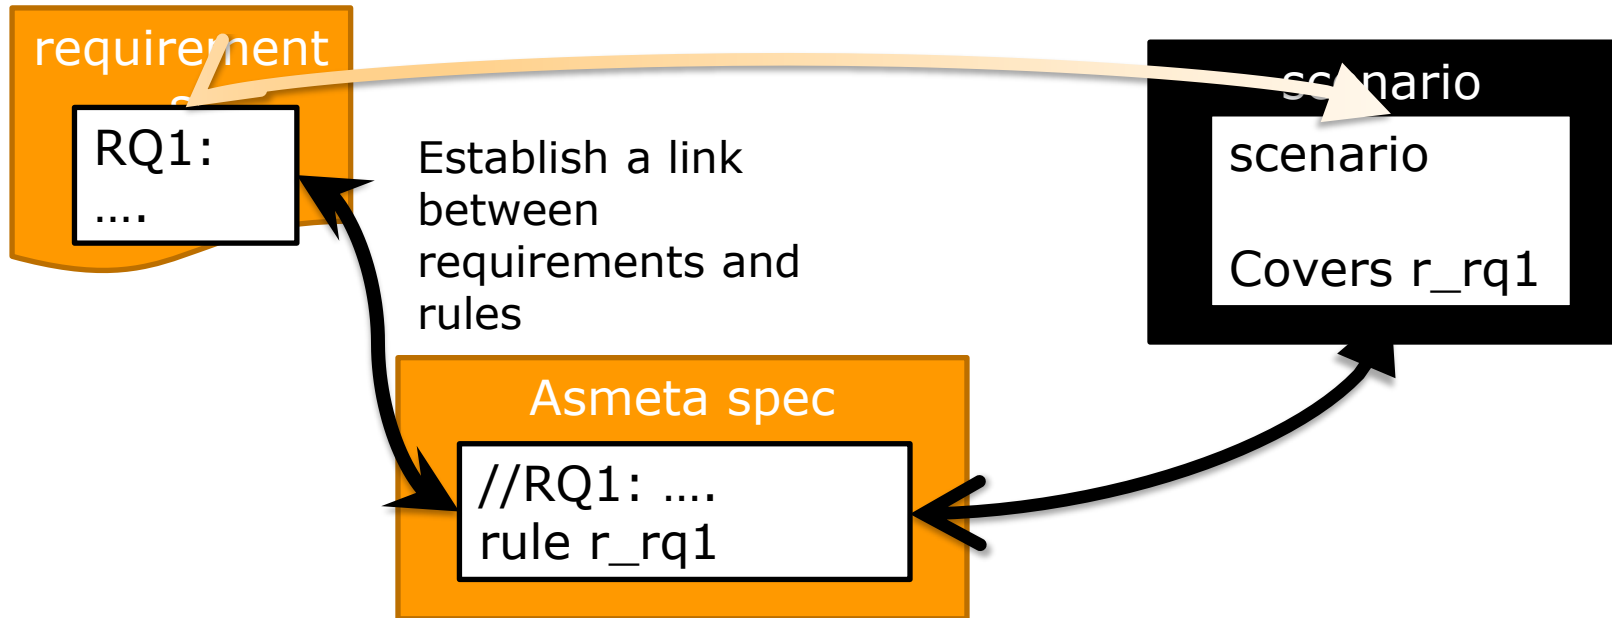 requirement
s
RQ1:
….
Establish a link
between
requirements and
rules
scenario
scenario
Covers r_rq1
Asmeta spec
//RQ1: ….
rule r_rq1